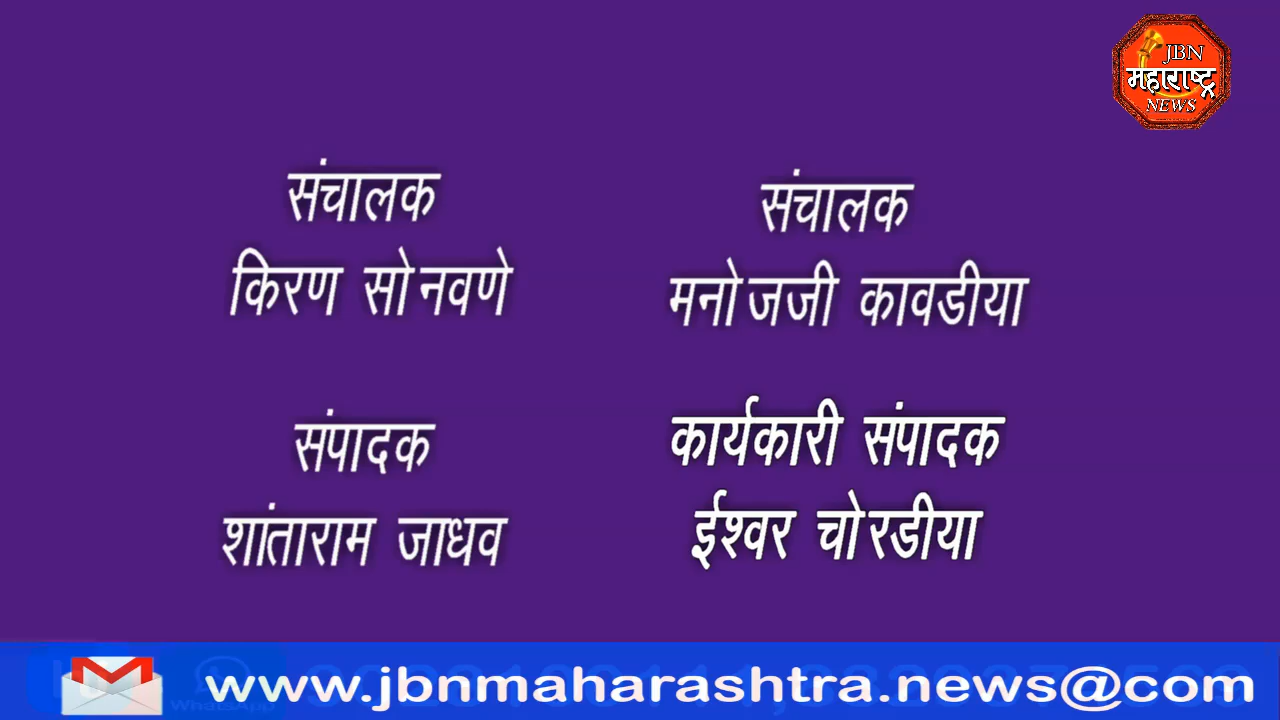 JBN
महाराष्ट्र
NEWS
संचालक
किरण सोनवणे
संचालक
मनोजजी कावडीया
संपादक
शांताराम जाधव
कार्यकारी संपादक
ईश्वर चोरडीया
WhatsApp
www.jbnmaharashtra.news@com